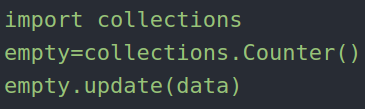 import collections
empty=collections.Counter()
empty.update(data)